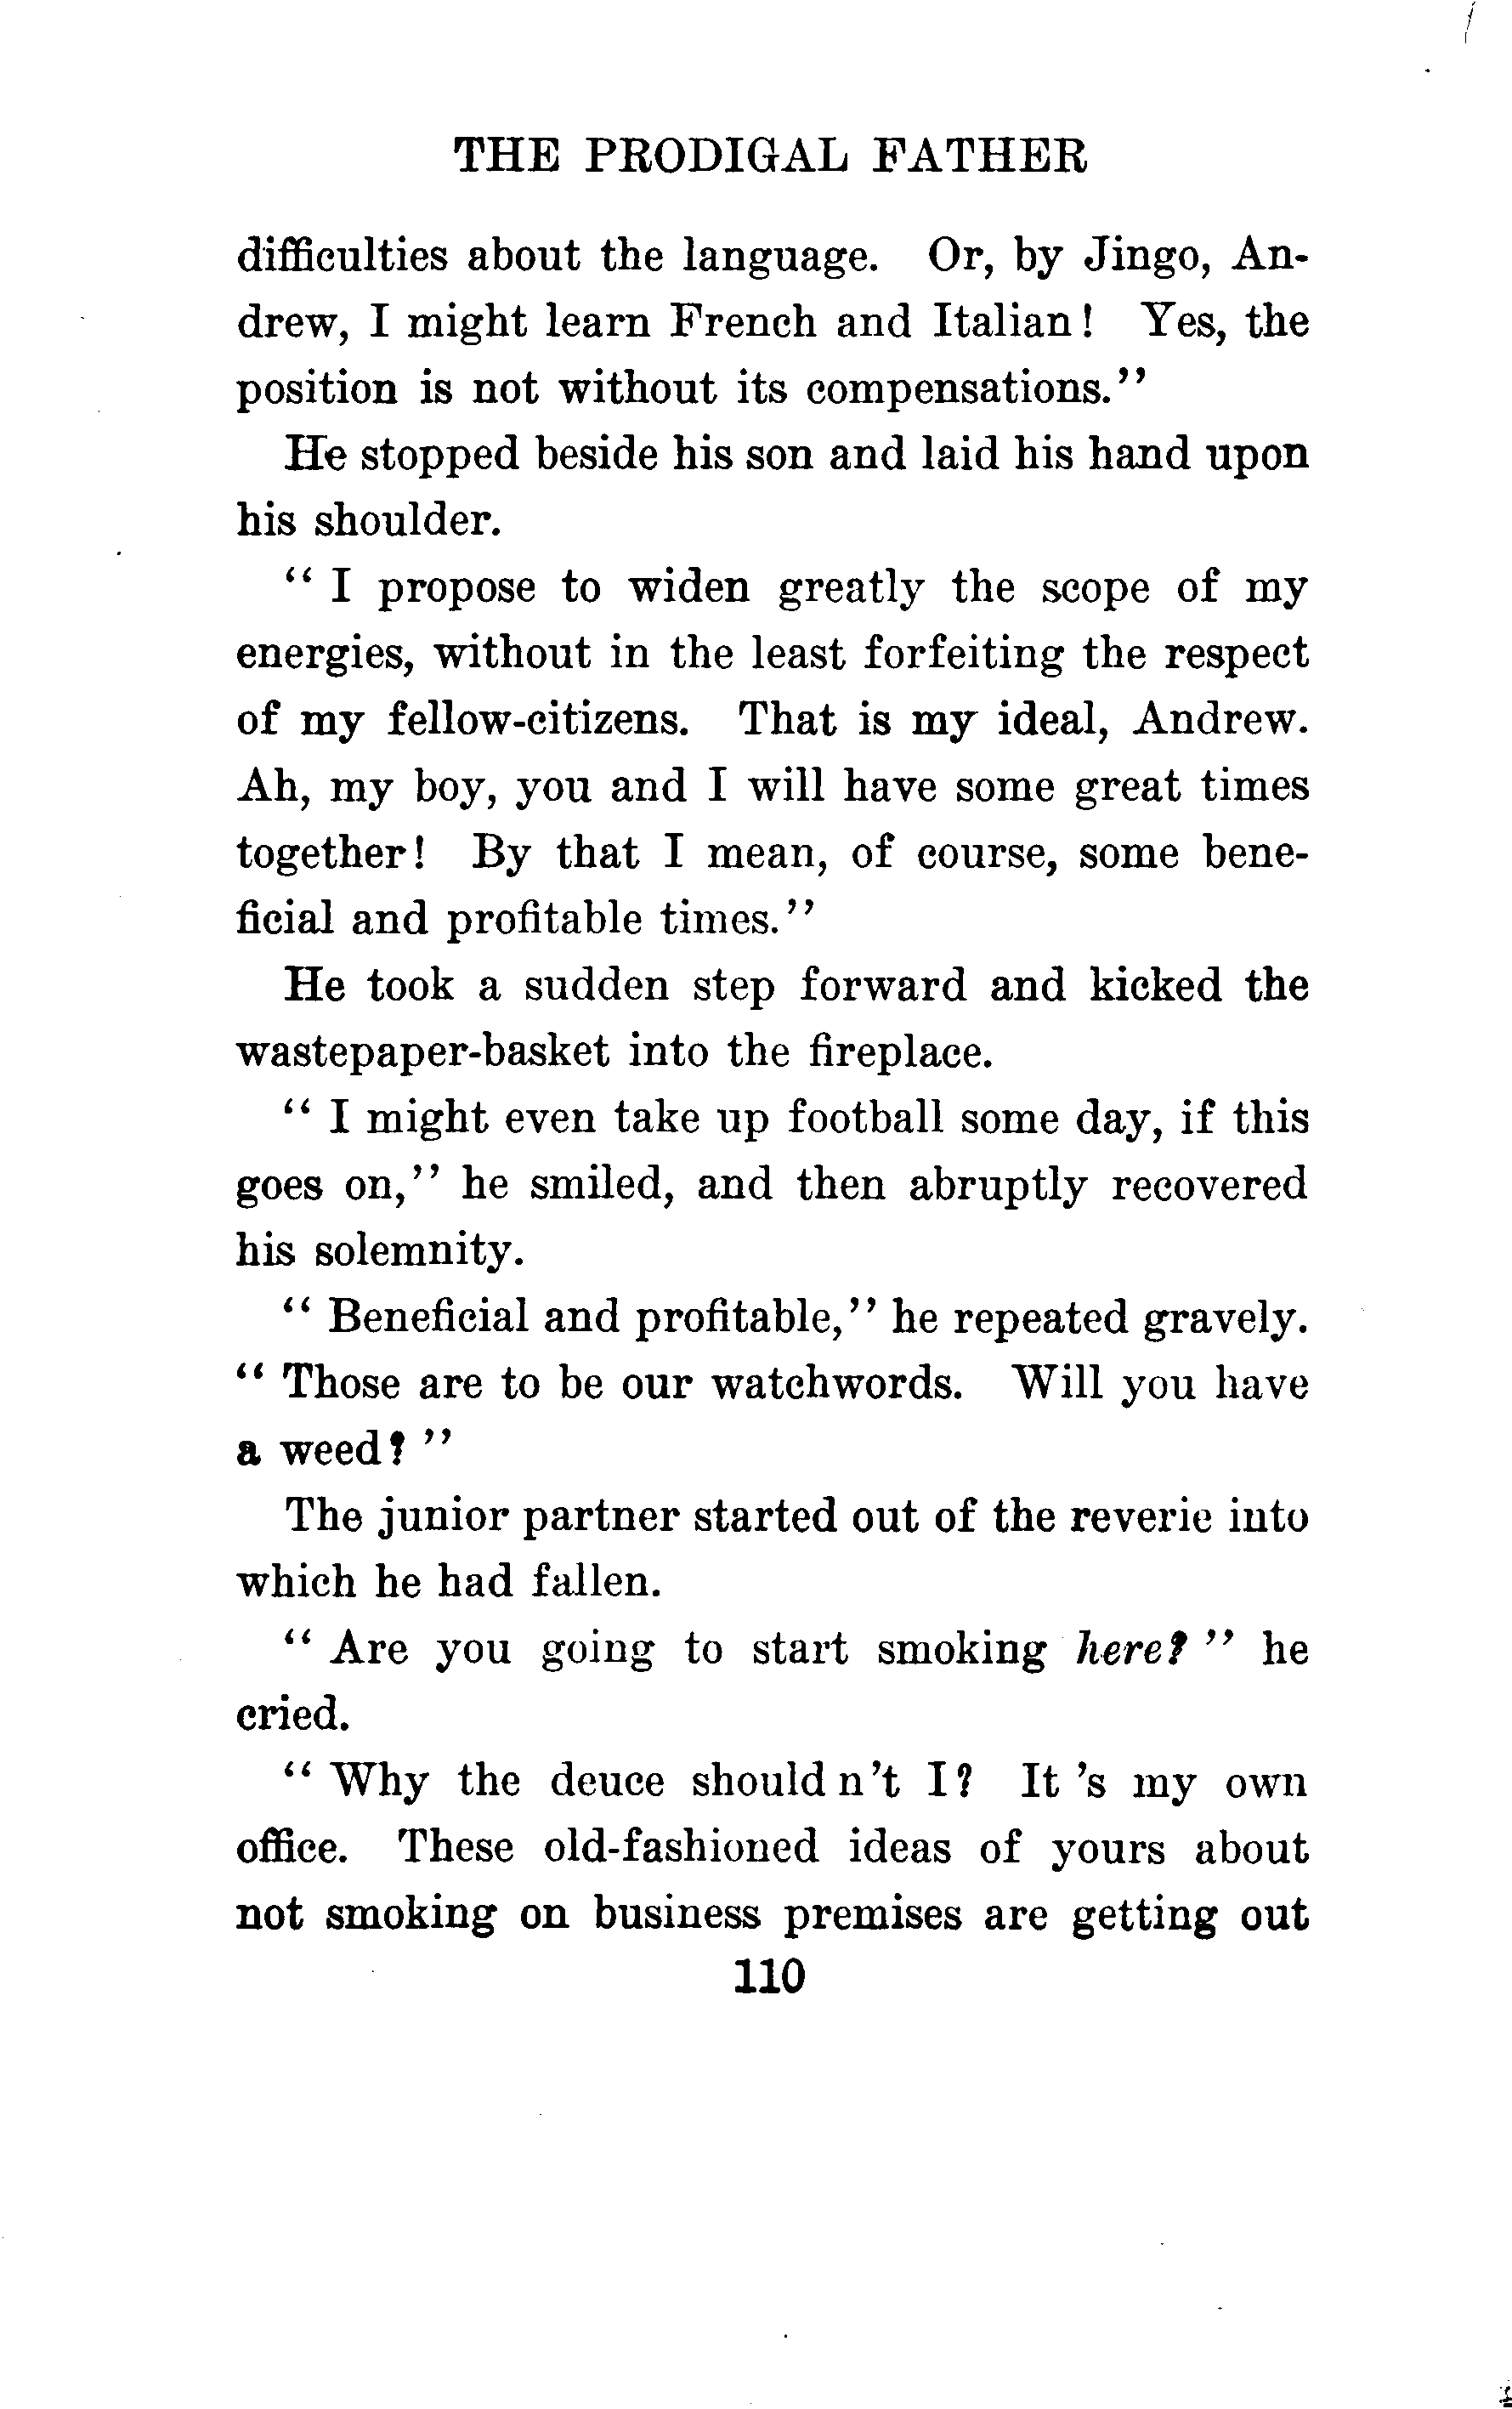 THE PRODIGAL FATHER
difficulties about the language. Or, by Jingo, An-
drew, I might learn French and Italian! Yes, the
position is not without its compensations."
He stopped beside his son and laid his hand upon
his shoulder.
" I propose to widen greatly the scope of my
energies, without in the least forfeiting the respect
of my fellow-citizens. That is my ideal, Andrew.
Ah, my boy, you and I will have some great times
together! By that I mean, of course, some bene-
ficial and profitable times."
He took a sudden step forward and kicked the
wastepaper-basket into the fireplace.
" I might even take up football some day, if this
goes on," he smiled, and then abruptly recovered
his solemnity.
" Beneficial and profitable," he repeated gravely.
" Those are to be our watchwords. Will you have
a weed? "
The junior partner started out of the reverie into
which he had fallen.
" Are you going to start smoking here? " he
cried.
" Why the deuce should n't I? It 's my own
office. These old-fashioned ideas of yours about
not smoking on business premises are getting out
110